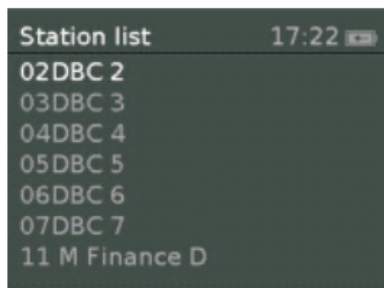 Station list 17:22
02DBC 2
03DBC 3
04DBC 4
05DBC 5
06DBC 6
07DBC 7
11 M Finance D